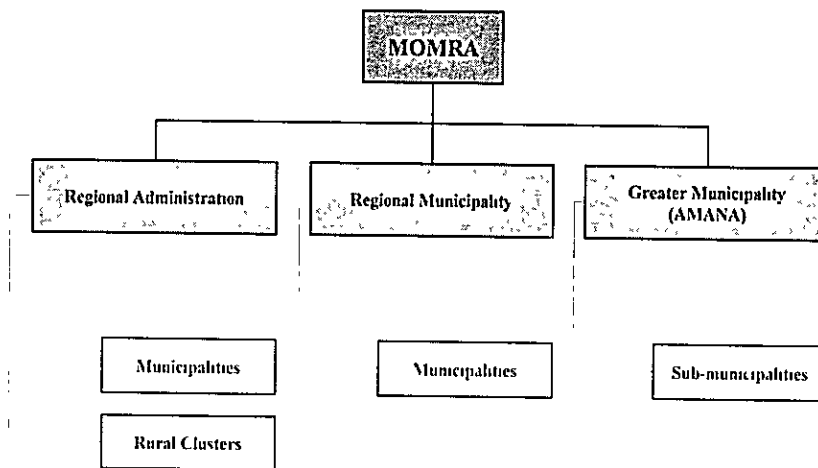 MOMRA
Regional Administration
Regional Municipality
Greater Municipality
(AMANA)
Municipalities
Municipalities
Sub-municipalities
Rural Clusters